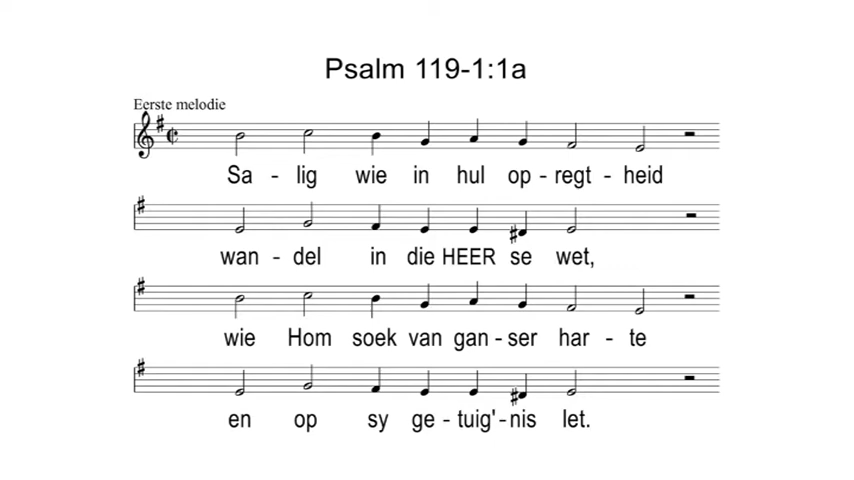 Psalm 119-1:1a
Eerste melodie
Sa - lig wie in hul op - regt - heid
wan - del in die HEER se wet,
wie Hom soek van gan - ser har - te
en op sy ge - tuig' - nis let.